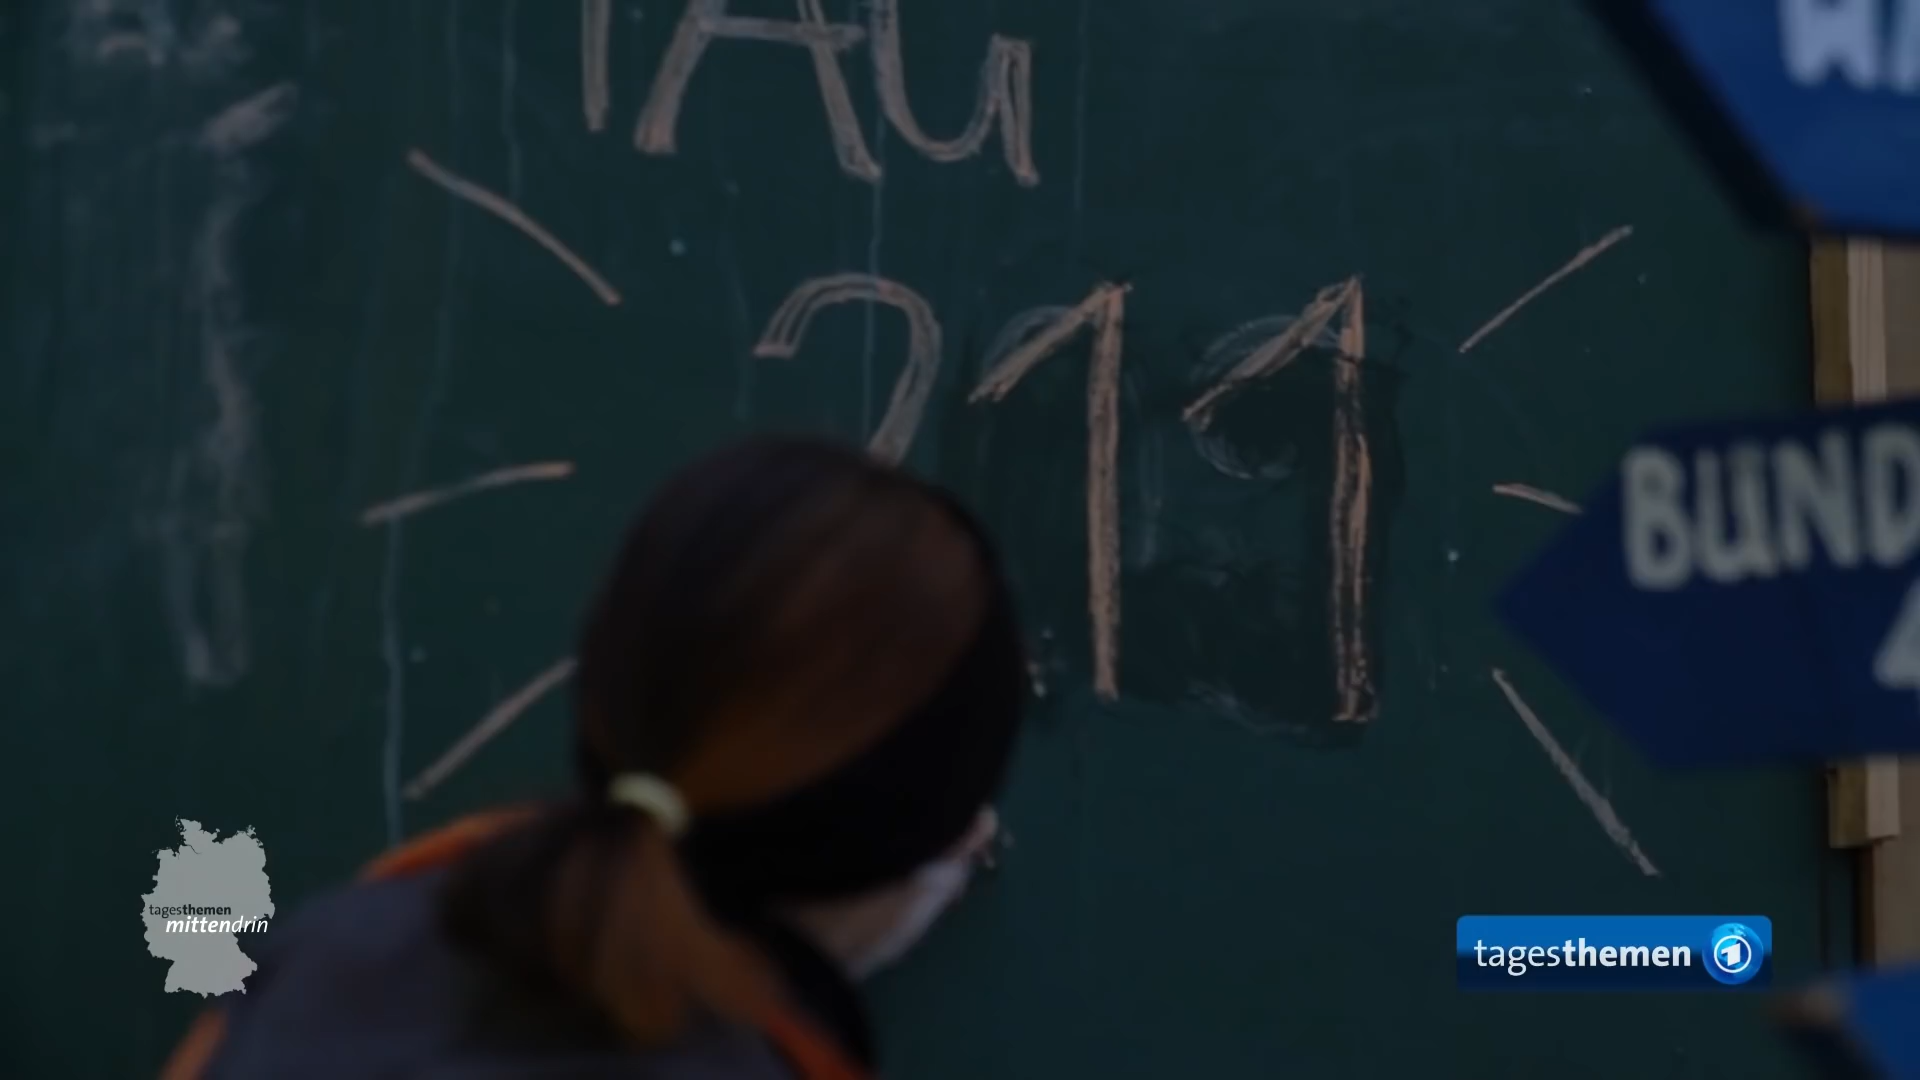 TAG
211
BUND
tagesthemen
mittendrin
tagesthemen